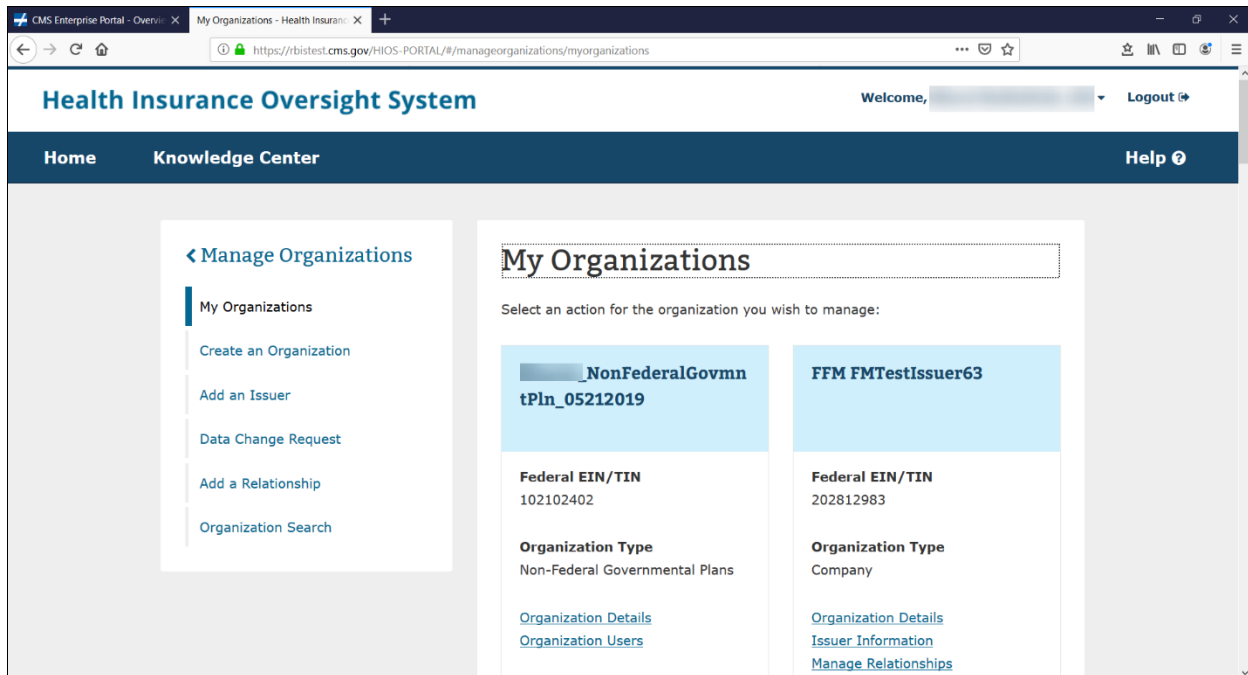 CMS Enterprise Portal - Overvie
My Organizations - Health Insuranc
https://rbistest.cms.gov/HIOS-PORTAL/#/manageorganizations/myorganizations
Health Insurance Oversight System
Welcome,
Logout
Home
Knowledge Center
Help
Manage Organizations
My Organizations
Create an Organization
Add an Issuer
Data Change Request
Add a Relationship
Organization Search
My Organizations
Select an action for the organization you wish to manage:
_NonFederalGovmn
tPln_05212019
Federal EIN/TIN
102102402
Organization Type
Non-Federal Governmental Plans
Organization Details
Organization Users
FFM FMTestIssuer63
Federal EIN/TIN
202812983
Organization Type
Company
Organization Details
Issuer Information
Manage Relationships